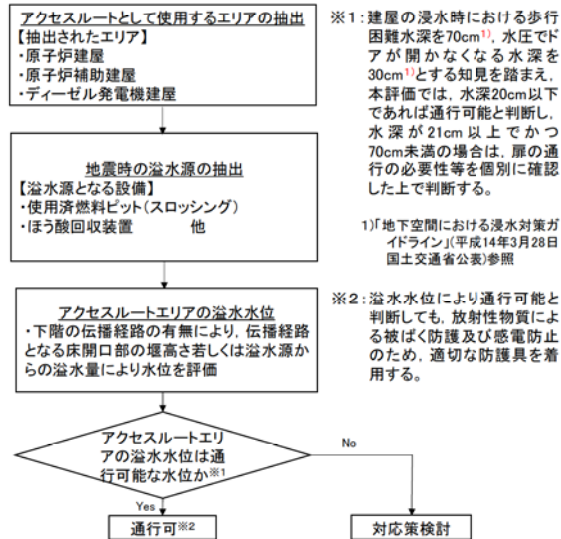 アクセスルートとして使用するエリアの抽出
【抽出されたエリア】
・原子炉建屋
・原子炉補助建屋
・ディーゼル発電機建屋
地震時の溢水源の抽出
【溢水源となる設備】
・使用済燃料ピット(スロッシング)
・ほう酸回収装置　　　他
アクセスルートエリアの溢水水位
・下階の伝播経路の有無により，伝播経路
となる床開口部の堰高さ若しくは溢水源か
らの溢水量により水位を評価
アクセスルートエリ
アの溢水水位は通
行可能な水位か※1
No
Yes
通行可※2
対応策検討
※1：建屋の浸水時における歩行
困難水深を70cm1)，水圧でド
アが開かなくなる水深を
30cm1)とする知見を踏まえ，
本評価では，水深20cm以下
であれば通行可能と判断し，
水深が21cm以上でかつ
70cm未満の場合は，扉の通
行の必要性等を個別に確認
した上で判断する。
1)「地下空間における浸水対策ガ
イドライン」(平成14年3月28日
国土交通省公表)参照
※2：溢水水位により通行可能と
判断しても，放射性物質によ
る被ばく防護及び感電防止
のため，適切な防護具を着
用する。